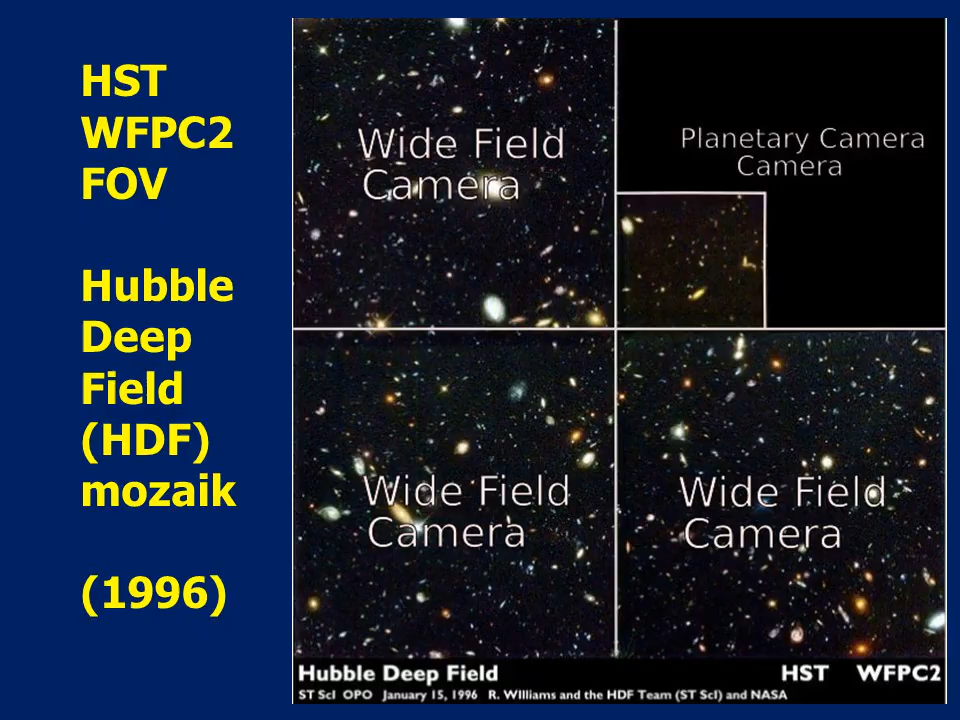 HST
WFPC2
FOV
Hubble
Deep
Field
(HDF)
mozaik
(1996)
Wide Field
Camera
Planetary Camera
Camera
Wide Field
Camera
Wide Field
Camera
Hubble Deep Field
HST WFPC2
ST ScI OPO January 15, 1996 R. WIlliams and the HDF Team (ST ScI) and NASA